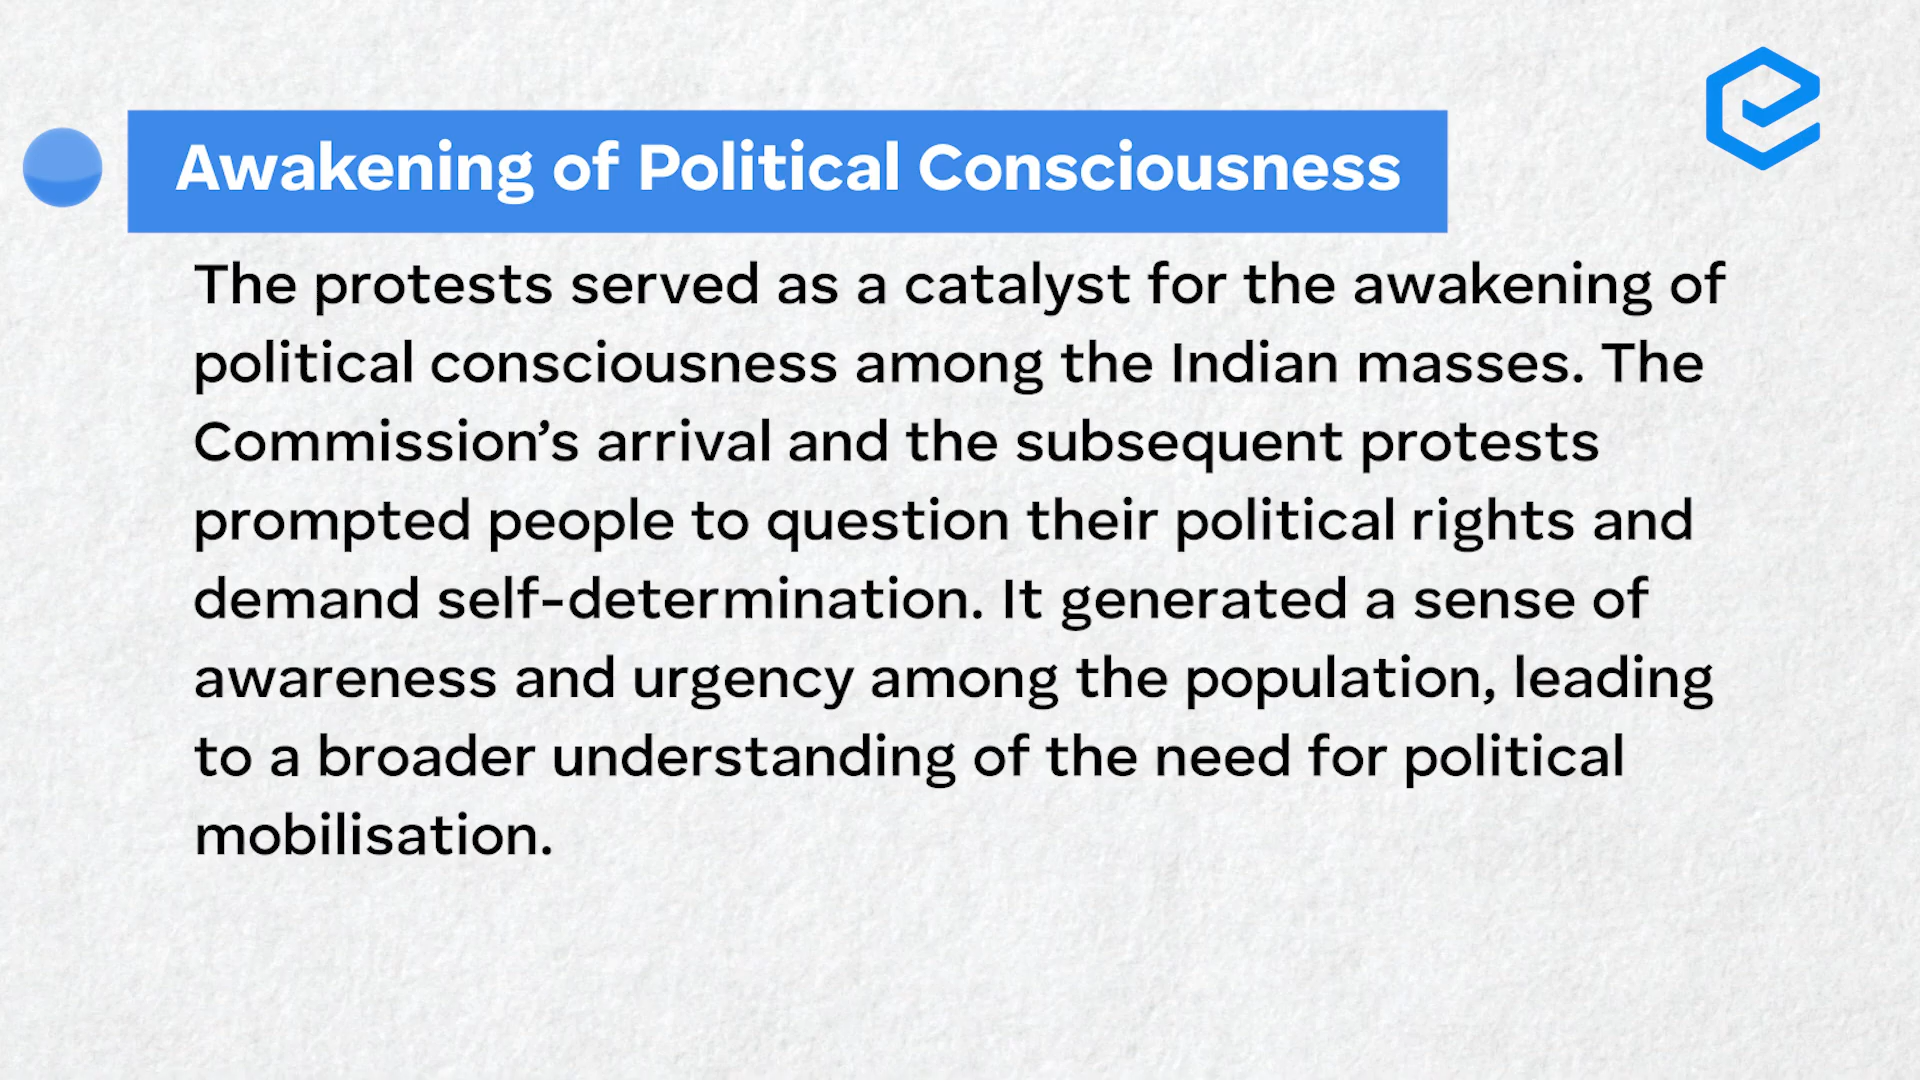 Awakening of Political Consciousness
The protests served as a catalyst for the awakening of
political consciousness among the Indian masses. The
Commission’s arrival and the subsequent protests
prompted people to question their political rights and
demand self-determination. It generated a sense of
awareness and urgency among the population, leading
to a broader understanding of the need for political
mobilisation.